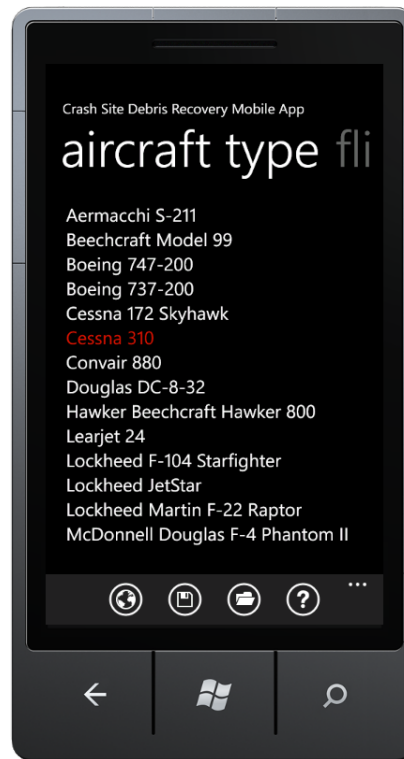 Crash Site Debris Recovery Mobile App
aircraft type fli
Aermacchi S-211
Beechcraft Model 99
Boeing 747-200
Boeing 737-200
Cessna 172 Skyhawk
Cessna 310
Convair 880
Douglas DC-8-32
Hawker Beechcraft Hawker 800
Learjet 24
Lockheed F-104 Starfighter
Lockheed JetStar
Lockheed Martin F-22 Raptor
McDonnell Douglas F-4 Phantom II